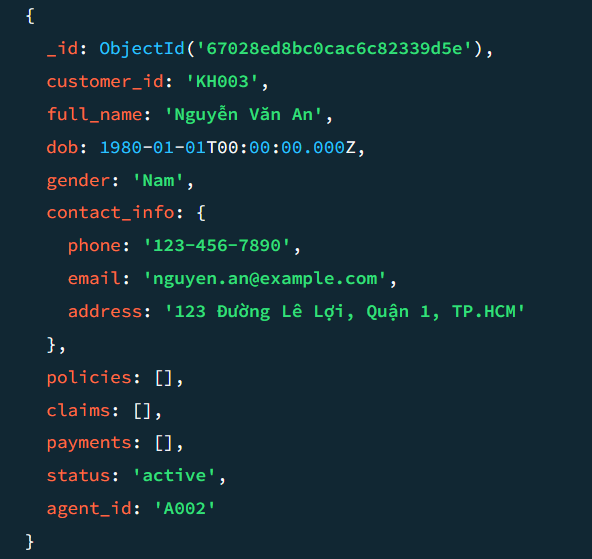 {
  _id: ObjectId('67028ed8bc0cac6c82339d5e'),
  customer_id: 'KH003',
  full_name: 'Nguyễn Văn An',
  dob: 1980-01-01T00:00:00.000Z,
  gender: 'Nam',
  contact_info: {
    phone: '123-456-7890',
    email: 'nguyen.an@example.com',
    address: '123 Đường Lê Lợi, Quận 1, TP.HCM'
  },
  policies: [],
  claims: [],
  payments: [],
  status: 'active',
  agent_id: 'A002'
}